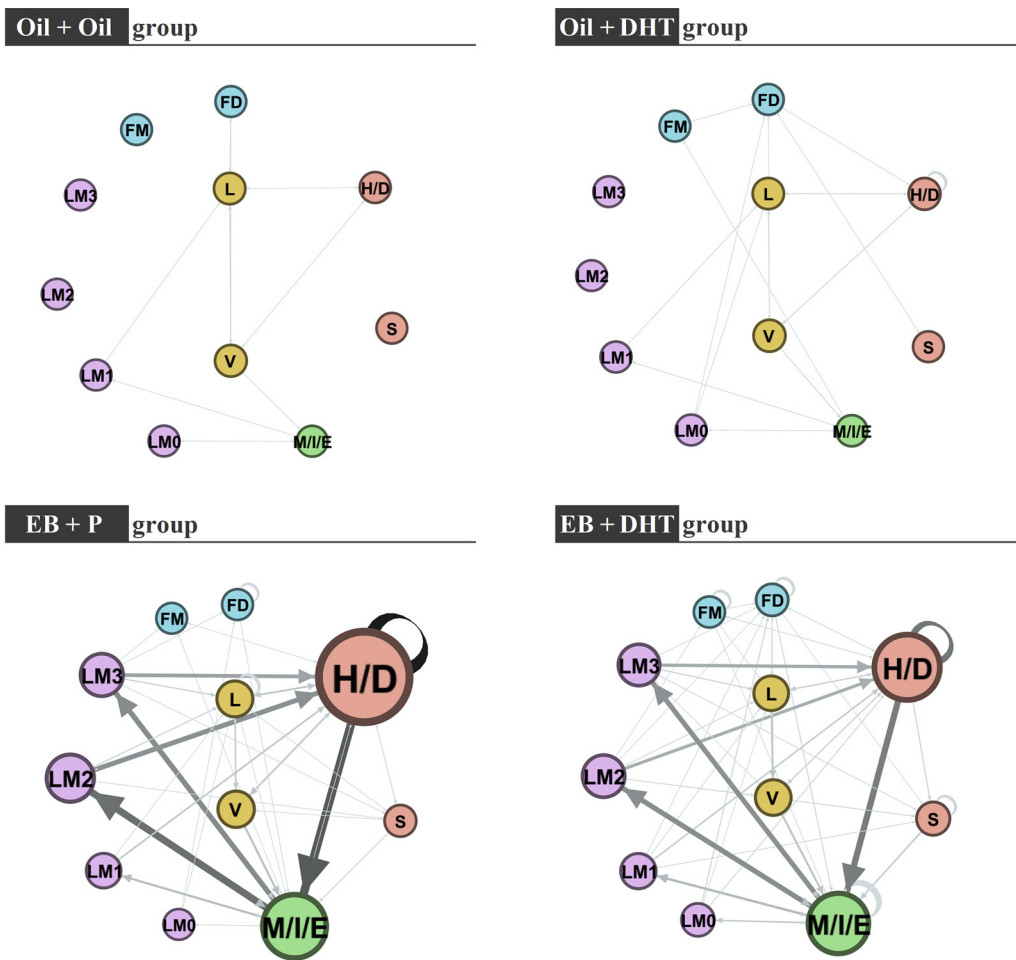 Oil + Oil group
FD
FM
LM3
L
H/D
LM2
S
V
LM1
LM0
M/I/E
Oil + DHT group
FD
FM
LM3
L
H/D
LM2
V
S
LM1
LM0
M/I/E
EB + P group
FD
FM
H/D
LM3
L
LM2
V
S
LM1
LM0
M/I/E
EB + DHT group
FD
FM
LM3
H/D
L
LM2
V
S
LM1
LM0
M/I/E